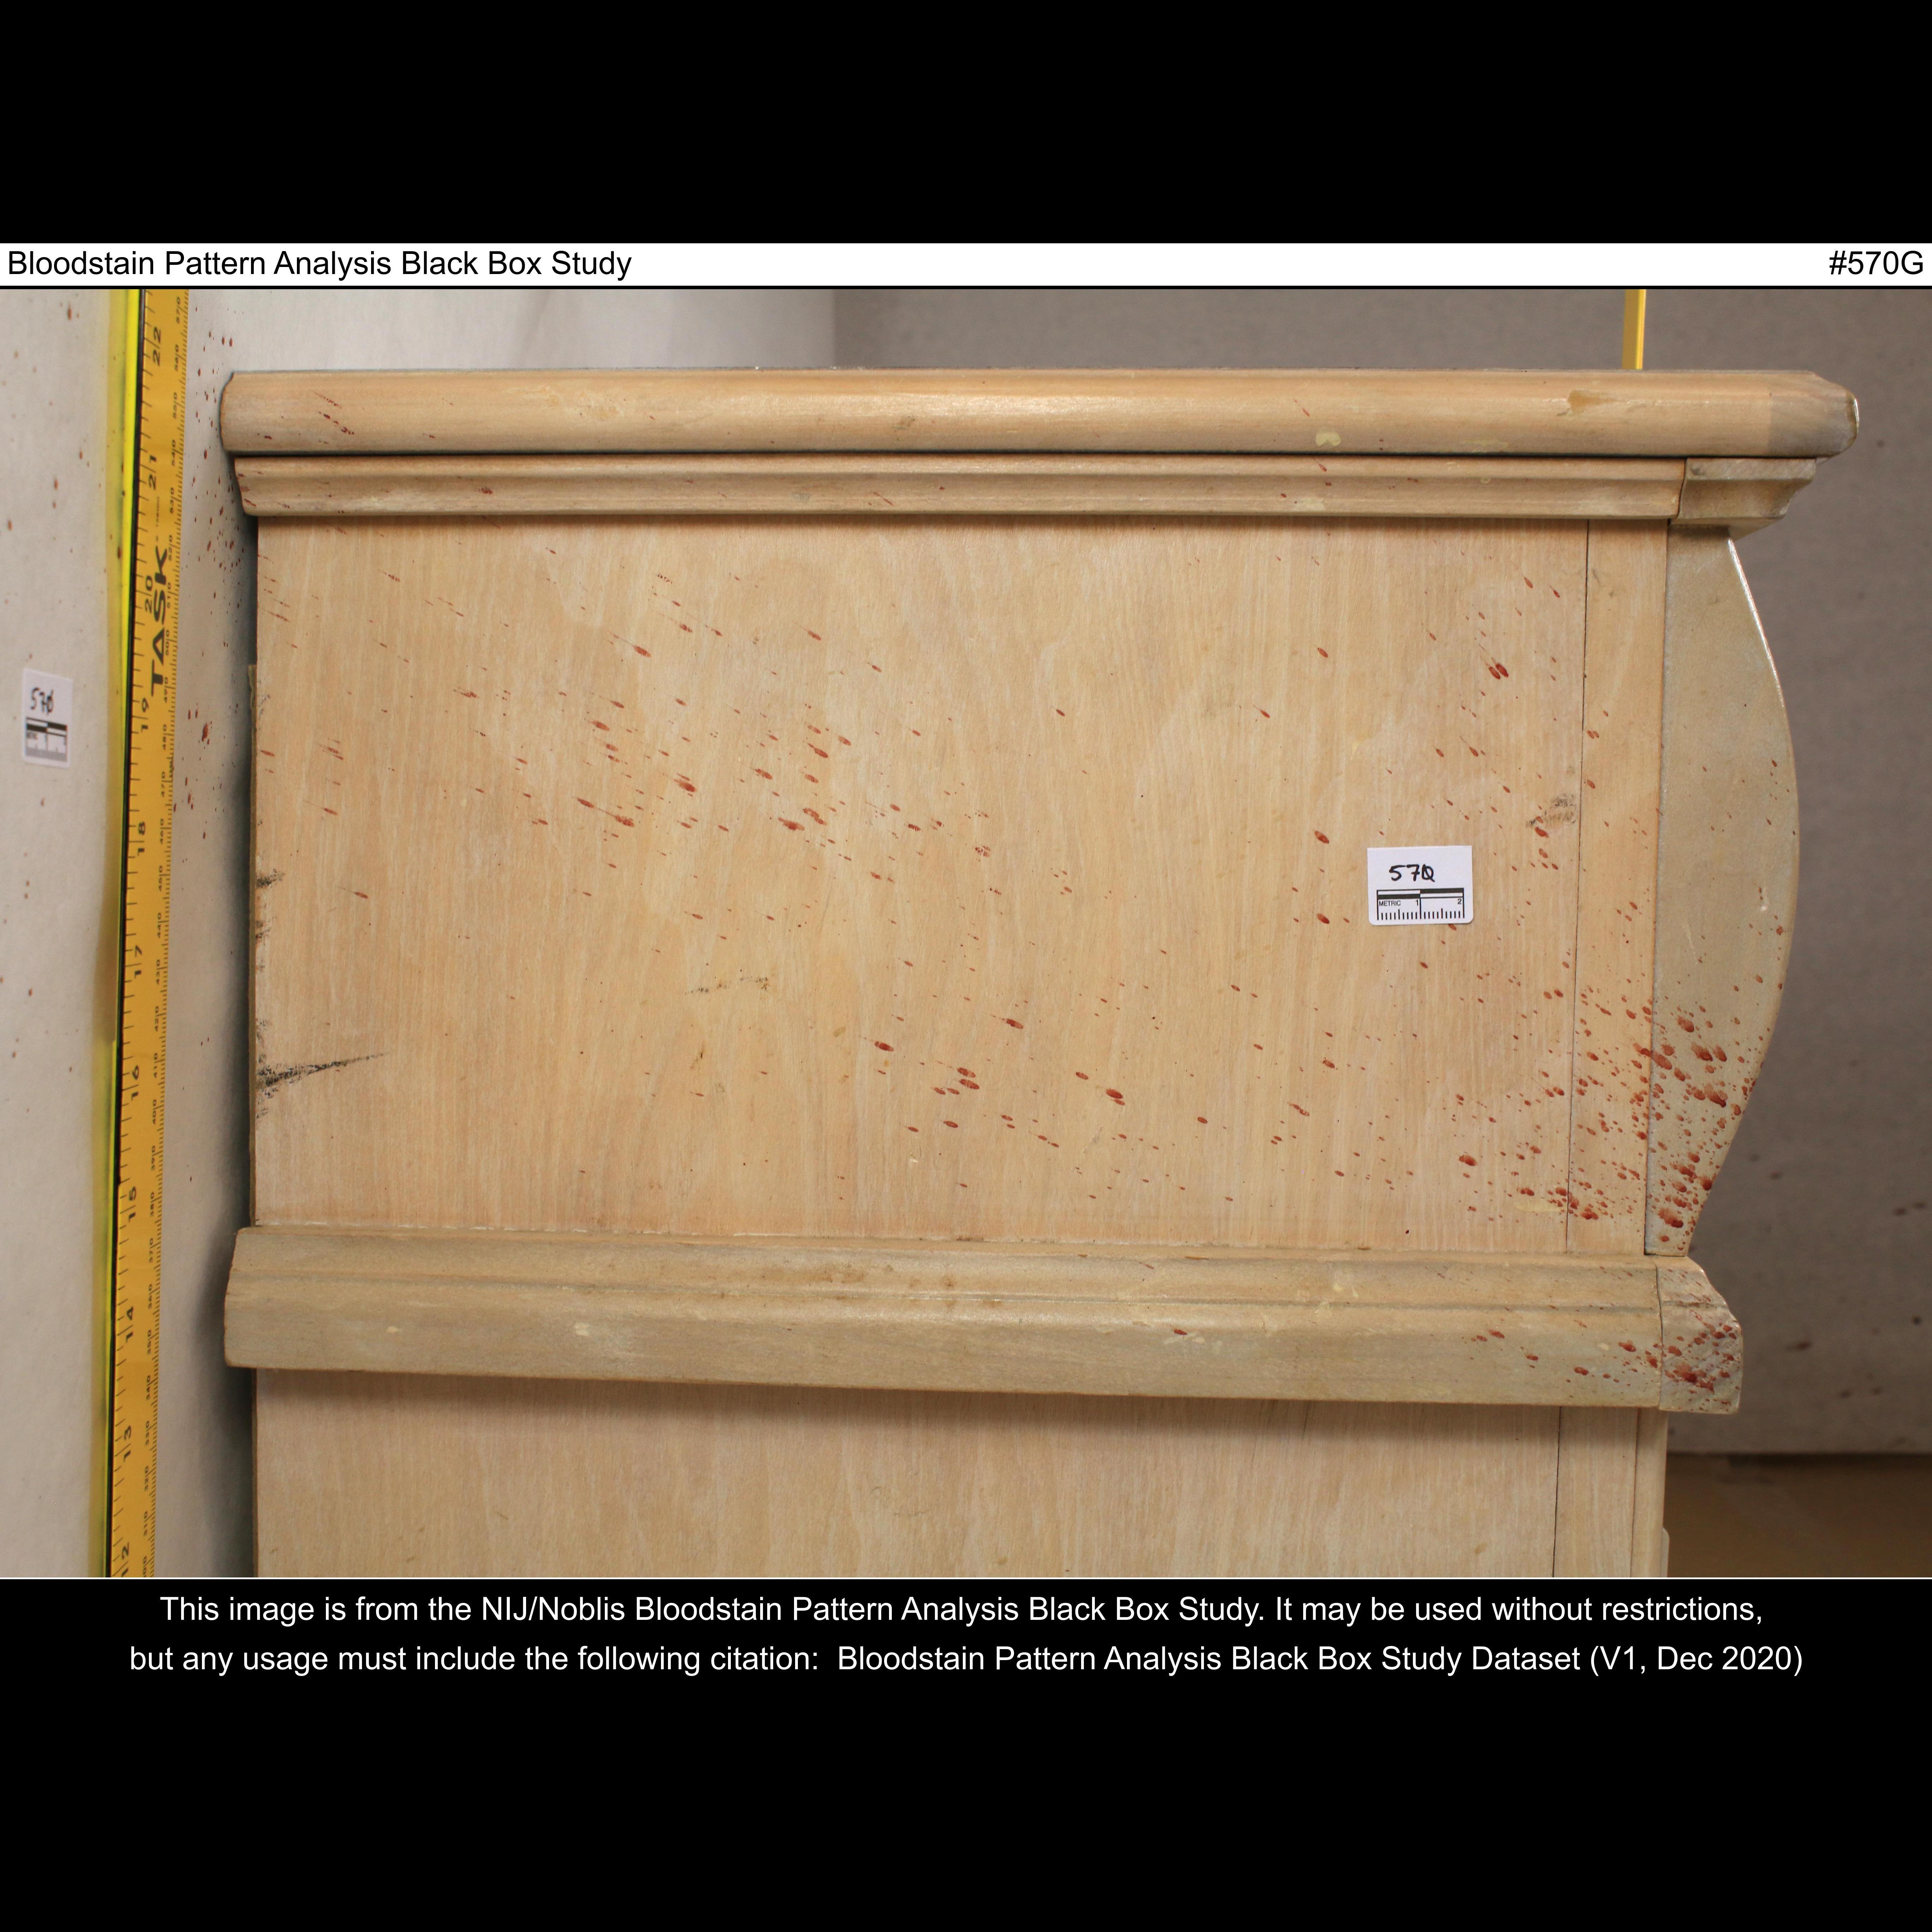 Bloodstain Pattern Analysis Black Box Study #570G
22
21
20
TASK
19
570
18
570
METRIC 1 2
17
16
15
14
13
12
This image is from the NIJ/Noblis Bloodstain Pattern Analysis Black Box Study. It may be used without restrictions,
but any usage must include the following citation: Bloodstain Pattern Analysis Black Box Study Dataset (V1, Dec 2020)